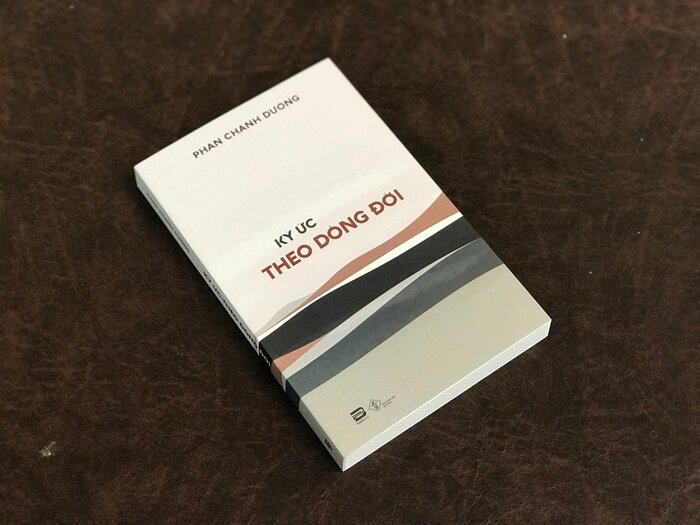 PHAN CHÁNH DƯỠNG
KÝ ỨC
THEO DÒNG ĐỜI